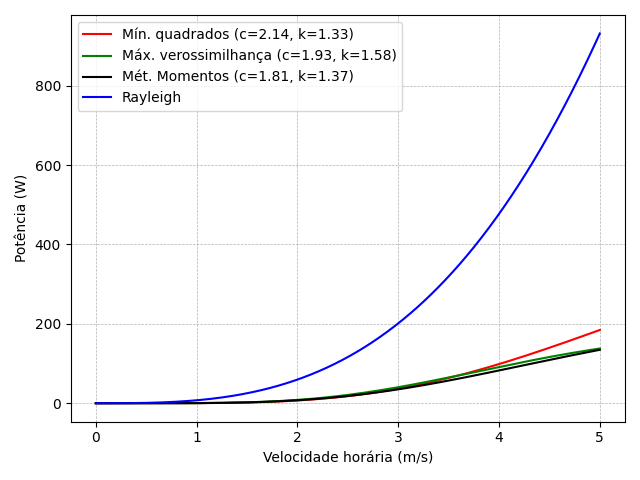 Mín. quadrados (c=2.14, k=1.33)
Máx. verossimilhança (c=1.93, k=1.58)
Mét. Momentos (c=1.81, k=1.37)
Rayleigh
800
600
400
200
0
Potência (W)
0 1 2 3 4 5
Velocidade horária (m/s)